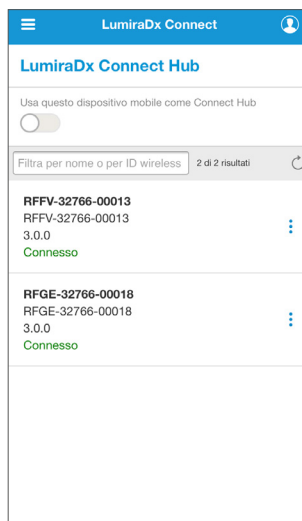 LumiraDx Connect
LumiraDx Connect Hub
Usa questo dispositivo mobile come Connect Hub
Filtra per nome o per ID wireless 2 di 2 risultati
RFFV-32766-00013
RFFV-32766-00013
3.0.0
Connesso
RFGE-32766-00018
RFGE-32766-00018
3.0.0
Connesso